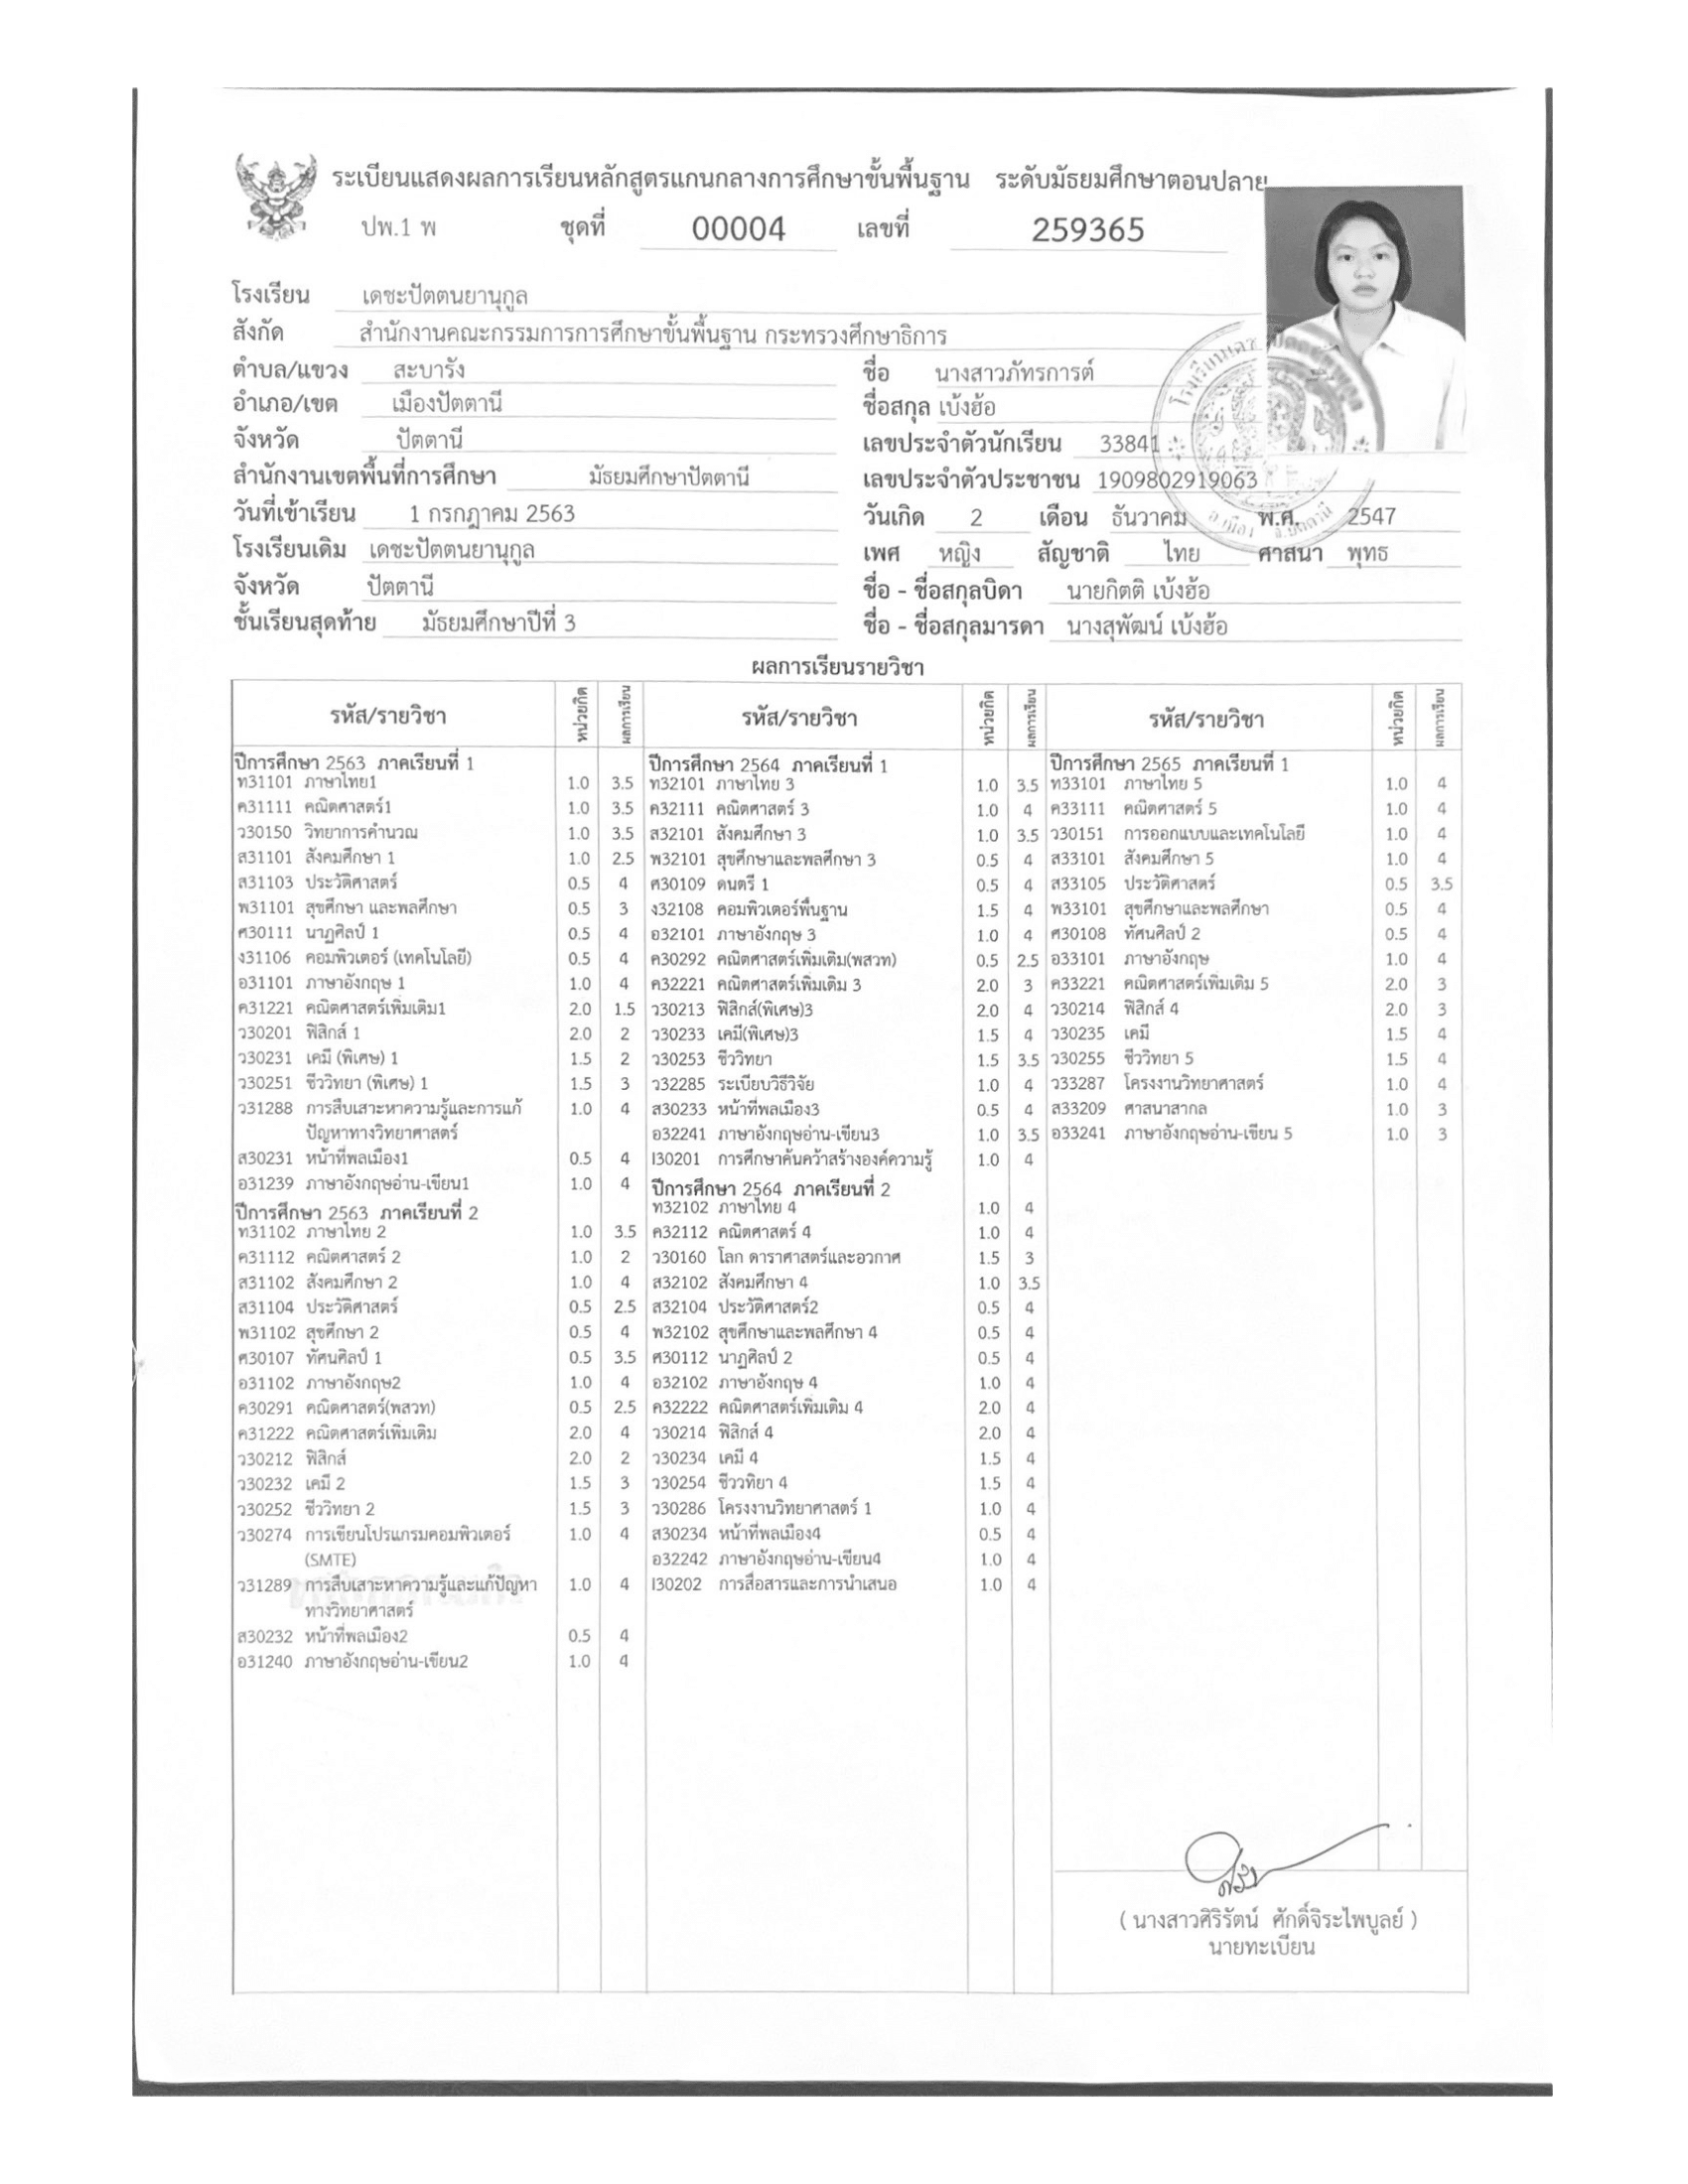 ระเบียนแสดงผลการเรียนหลักสูตรแกนกลางการศึกษาขั้นพื้นฐาน ระดับมัธยมศึกษาตอนปลาย
ปพ.1 พ ชุดที่ 00004 เลขที่ 259365
โรงเรียน เดชะปัตตนยานุกูล
สังกัด สำนักงานคณะกรรมการการศึกษาขั้นพื้นฐาน กระทรวงศึกษาธิการ
ตำบล/แขวง สะบารัง
อำเภอ/เขต เมืองปัตตานี
จังหวัด ปัตตานี
สำนักงานเขตพื้นที่การศึกษา มัธยมศึกษาปัตตานี
วันที่เข้าเรียน 1 กรกฎาคม 2563
โรงเรียนเดิม เดชะปัตตนยานุกูล
จังหวัด ปัตตานี
ชั้นเรียนสุดท้าย มัธยมศึกษาปีที่ 3
ชื่อ นางสาวภัทรการต์
ชื่อสกุล เบ้งฮ้อ
เลขประจำตัวนักเรียน 33841
เลขประจำตัวประชาชน 1909802919063
วันเกิด 2 เดือน ธันวาคม พ.ศ. 2547
เพศ หญิง สัญชาติ ไทย ศาสนา พุทธ
ชื่อ - ชื่อสกุลบิดา นายกิตติ เบ้งฮ้อ
ชื่อ - ชื่อสกุลมารดา นางสุพัฒน์ เบ้งฮ้อ
ผลการเรียนรายวิชา
รหัส/รายวิชา หน่วยกิต ผลการเรียน
ปีการศึกษา 2563 ภาคเรียนที่ 1
ท31101 ภาษาไทย1 1.0 3.5
ค31111 คณิตศาสตร์1 1.0 3.5
ว30150 วิทยาการคำนวณ 1.0 3.5
ส31101 สังคมศึกษา 1 1.0 2.5
ส31103 ประวัติศาสตร์ 0.5 4
พ31101 สุขศึกษา และพลศึกษา 0.5 3
ศ30111 นาฏศิลป์ 1 0.5 4
ง31106 คอมพิวเตอร์ (เทคโนโลยี) 0.5 4
อ31101 ภาษาอังกฤษ 1 1.0 4
ค31221 คณิตศาสตร์เพิ่มเติม1 2.0 1.5
ว30201 ฟิสิกส์ 1 2.0 2
ว30231 เคมี (พิเศษ) 1 1.5 2
ว30251 ชีววิทยา (พิเศษ) 1 1.5 3
ว31288 การสืบเสาะหาความรู้และการแก้ 1.0 4
ปัญหาทางวิทยาศาสตร์
ส30231 หน้าที่พลเมือง1 0.5 4
อ31239 ภาษาอังกฤษอ่าน-เขียน1 1.0 4
ปีการศึกษา 2563 ภาคเรียนที่ 2
ท31102 ภาษาไทย 2 1.0 3.5
ค31112 คณิตศาสตร์ 2 1.0 2
ส31102 สังคมศึกษา 2 1.0 4
ส31104 ประวัติศาสตร์ 0.5 2.5
พ31102 สุขศึกษา 2 0.5 4
ศ30107 ทัศนศิลป์ 1 0.5 3.5
อ31102 ภาษาอังกฤษ2 1.0 4
ค30291 คณิตศาสตร์(พสวท) 0.5 2.5
ค31222 คณิตศาสตร์เพิ่มเติม 2.0 4
ว30212 ฟิสิกส์ 2.0 2
ว30232 เคมี 2 1.5 3
ว30252 ชีววิทยา 2 1.5 3
ว30274 การเขียนโปรแกรมคอมพิวเตอร์ 1.0 4
(SMTE)
ว31289 การสืบเสาะหาความรู้และแก้ปัญหา 1.0 4
ทางวิทยาศาสตร์
ส30232 หน้าที่พลเมือง2 0.5 4
อ31240 ภาษาอังกฤษอ่าน-เขียน2 1.0 4
รหัส/รายวิชา หน่วยกิต ผลการเรียน
ปีการศึกษา 2564 ภาคเรียนที่ 1
ท32101 ภาษาไทย 3 1.0 3.5
ค32111 คณิตศาสตร์ 3 1.0 4
ส32101 สังคมศึกษา 3 1.0 3.5
พ32101 สุขศึกษาและพลศึกษา 3 0.5 4
ศ30109 ดนตรี 1 0.5 4
ง32108 คอมพิวเตอร์พื้นฐาน 1.5 4
อ32101 ภาษาอังกฤษ 3 1.0 4
ค30292 คณิตศาสตร์เพิ่มเติม(พสวท) 0.5 2.5
ค32221 คณิตศาสตร์เพิ่มเติม 3 2.0 3
ว30213 ฟิสิกส์(พิเศษ)3 2.0 4
ว30233 เคมี(พิเศษ)3 1.5 4
ว30253 ชีววิทยา 1.5 3.5
ว32285 ระเบียบวิธีวิจัย 1.0 4
ส30233 หน้าที่พลเมือง3 0.5 4
อ32241 ภาษาอังกฤษอ่าน-เขียน3 1.0 3.5
I30201 การศึกษาค้นคว้าสร้างองค์ความรู้ 1.0 4
ปีการศึกษา 2564 ภาคเรียนที่ 2
ท32102 ภาษาไทย 4 1.0 4
ค32112 คณิตศาสตร์ 4 1.0 4
ว30160 โลก ดาราศาสตร์และอวกาศ 1.5 3
ส32102 สังคมศึกษา 4 1.0 3.5
ส32104 ประวัติศาสตร์2 0.5 4
พ32102 สุขศึกษาและพลศึกษา 4 0.5 4
ศ30112 นาฏศิลป์ 2 0.5 4
อ32102 ภาษาอังกฤษ 4 1.0 4
ค32222 คณิตศาสตร์เพิ่มเติม 4 2.0 4
ว30214 ฟิสิกส์ 4 2.0 4
ว30234 เคมี 4 1.5 4
ว30254 ชีววทิยา 4 1.5 4
ว30286 โครงงานวิทยาศาสตร์ 1 1.0 4
ส30234 หน้าที่พลเมือง4 0.5 4
อ32242 ภาษาอังกฤษอ่าน-เขียน4 1.0 4
I30202 การสื่อสารและการนำเสนอ 1.0 4
รหัส/รายวิชา หน่วยกิต ผลการเรียน
ปีการศึกษา 2565 ภาคเรียนที่ 1
ท33101 ภาษาไทย 5 1.0 4
ค33111 คณิตศาสตร์ 5 1.0 4
ว30151 การออกแบบและเทคโนโลยี 1.0 4
ส33101 สังคมศึกษา 5 1.0 4
ส33105 ประวัติศาสตร์ 0.5 3.5
พ33101 สุขศึกษาและพลศึกษา 0.5 4
ศ30108 ทัศนศิลป์ 2 0.5 4
อ33101 ภาษาอังกฤษ 1.0 4
ค33221 คณิตศาสตร์เพิ่มเติม 5 2.0 3
ว30214 ฟิสิกส์ 4 2.0 3
ว30235 เคมี 1.5 4
ว30255 ชีววิทยา 5 1.5 4
ว33287 โครงงานวิทยาศาสตร์ 1.0 4
ส33209 ศาสนาสากล 1.0 3
อ33241 ภาษาอังกฤษอ่าน-เขียน 5 1.0 3
( นางสาวศิริรัตน์ ศักดิ์จิระไพบูลย์ )
นายทะเบียน